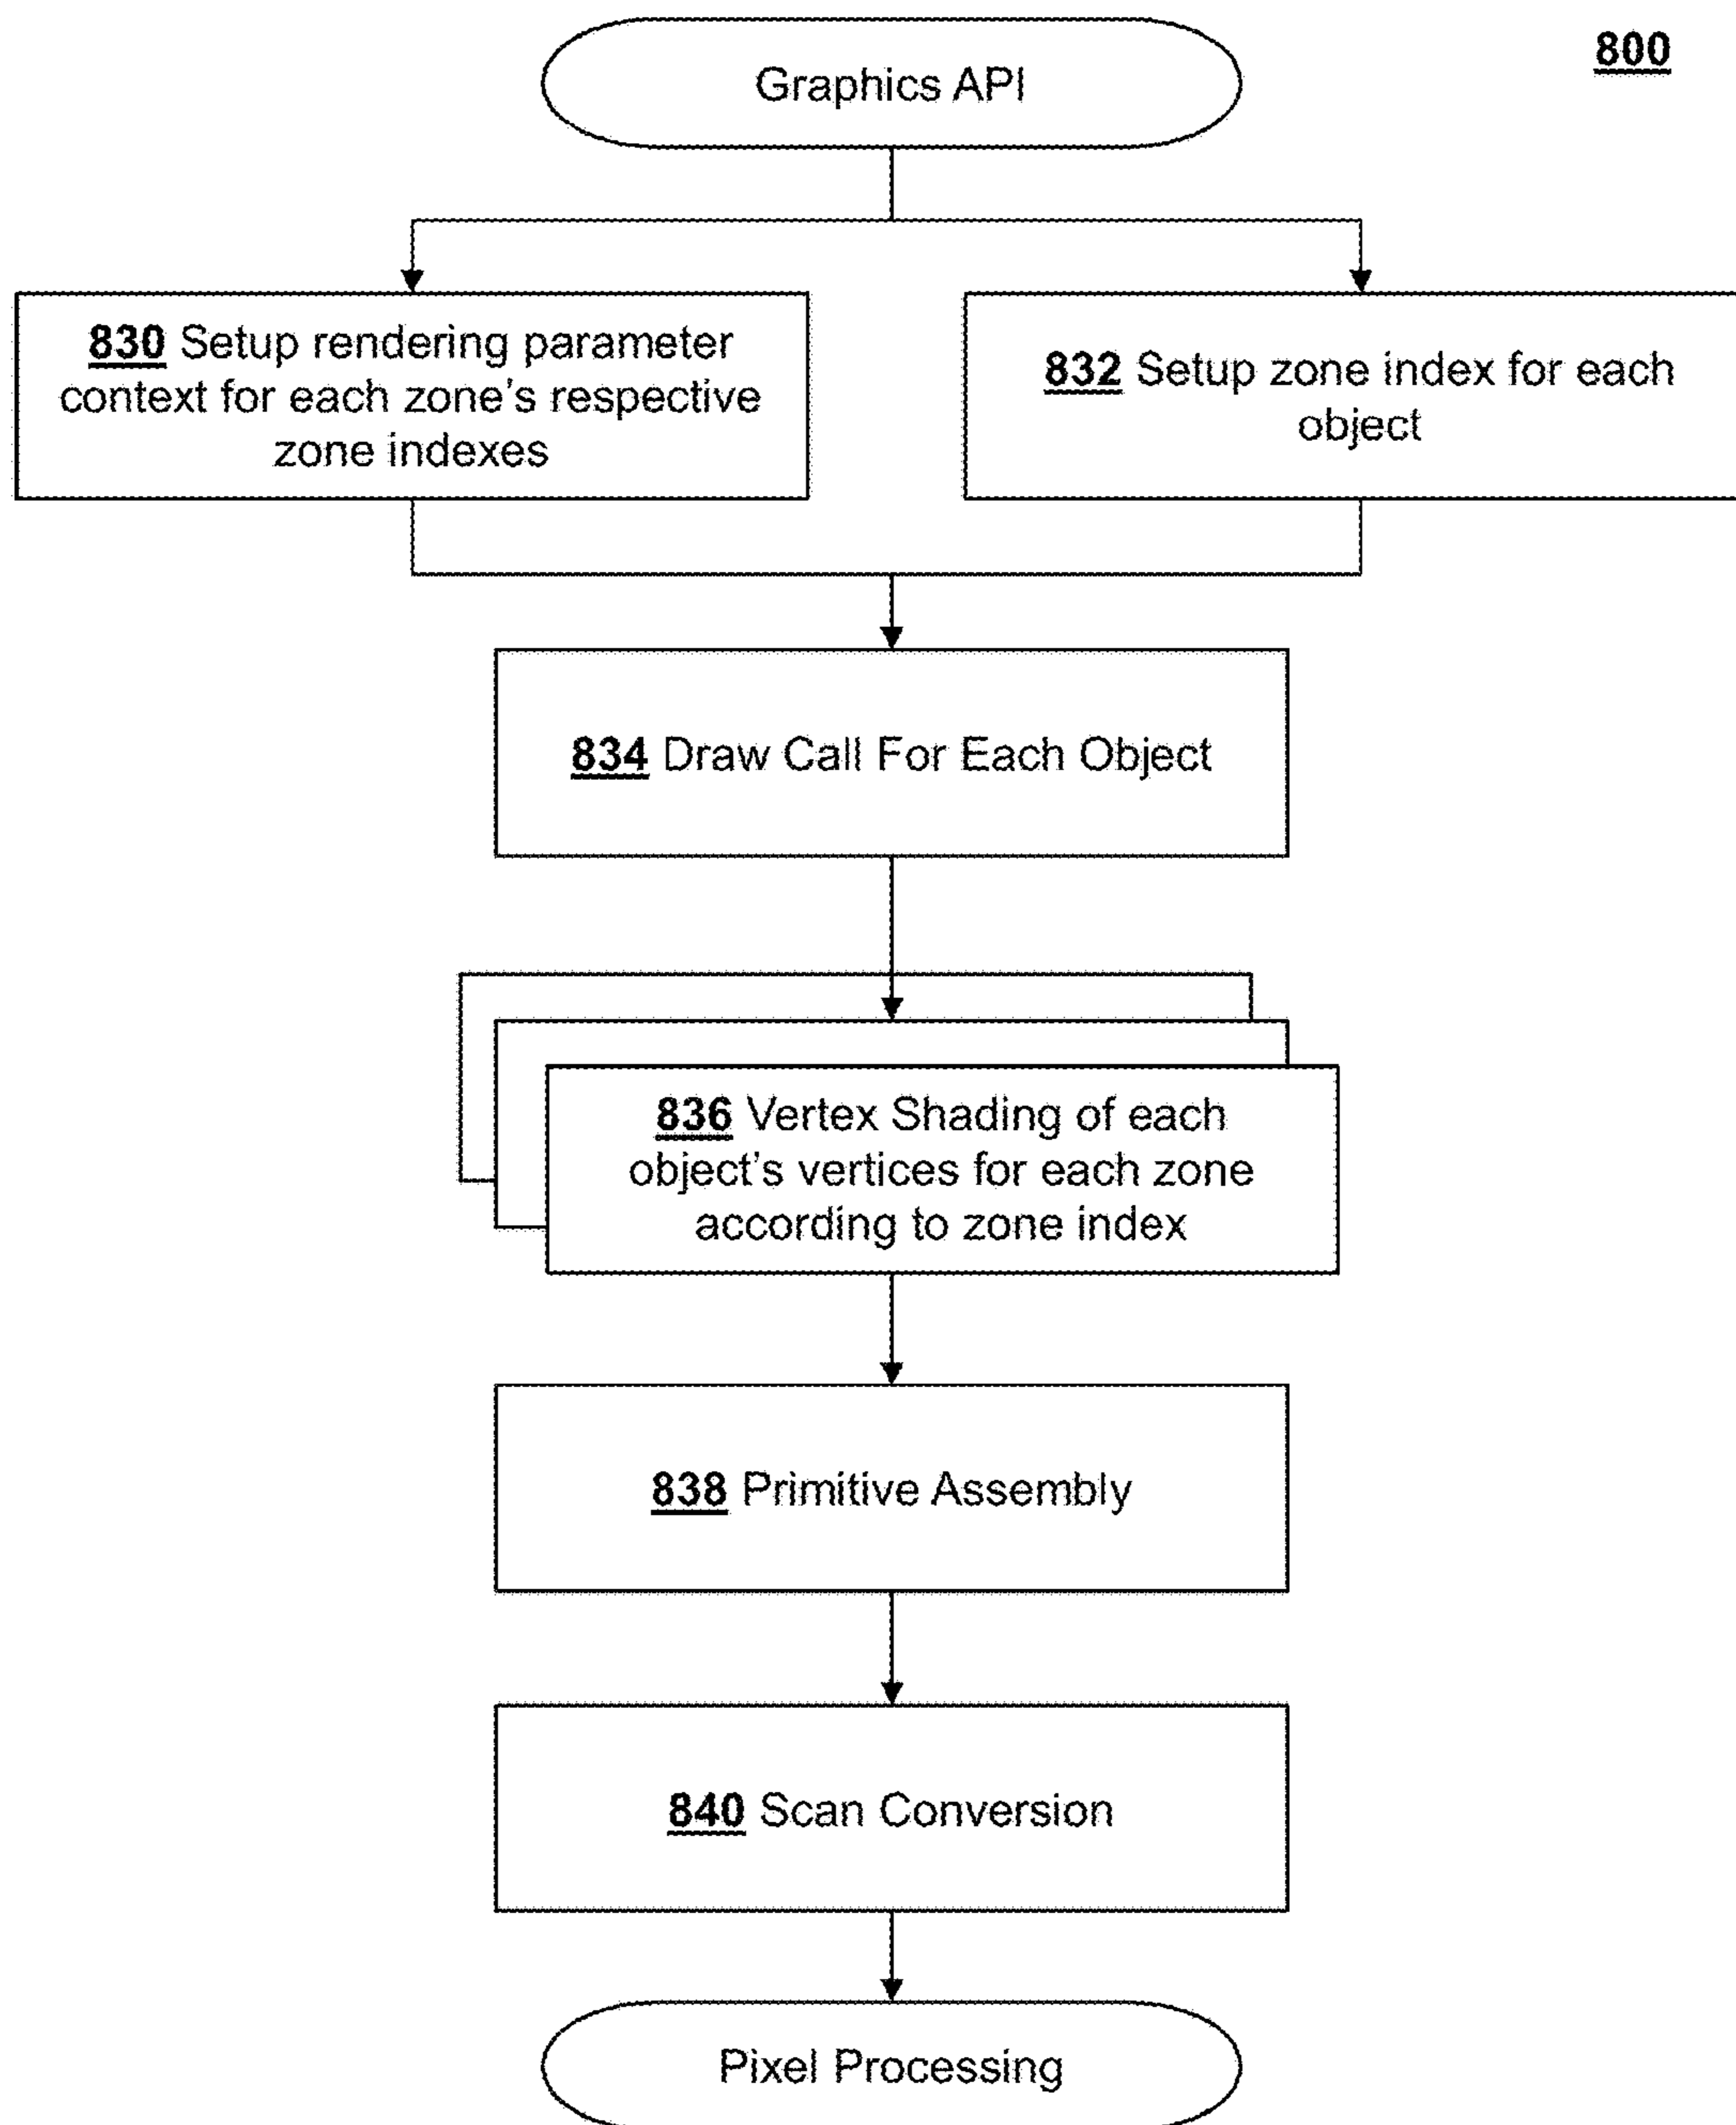 800
Graphics API
830 Setup rendering parameter
context for each zone's respective
zone indexes
832 Setup zone index for each
object
834 Draw Call For Each Object
836 Vertex Shading of each
object's vertices for each zone
according to zone index
838 Primitive Assembly
840 Scan Conversion
Pixel Processing